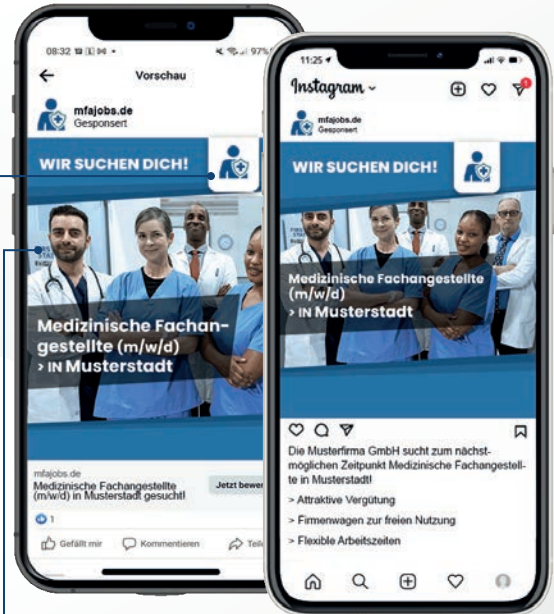 08:32
97%
Vorschau
mfajobs.de
Gesponsert
WIR SUCHEN DICH!
Medizinische Fachan-
gestellte (m/w/d)
> IN Musterstadt
mfajobs.de
Medizinische Fachangestellte
(m/w/d) in Musterstadt gesucht!
Jetzt bewer
1
Gefällt mir
Kommentieren
Teile
11:25
Instagram
1
mfajobs.de
Gesponsert
WIR SUCHEN DICH!
Medizinische Fachangestellte
(m/w/d)
> IN Musterstadt
Die Musterfirma GmbH sucht zum nächst-
möglichen Zeitpunkt Medizinische Fachangestell-
te in Musterstadt!
> Attraktive Vergütung
> Firmenwagen zur freien Nutzung
> Flexible Arbeitszeiten